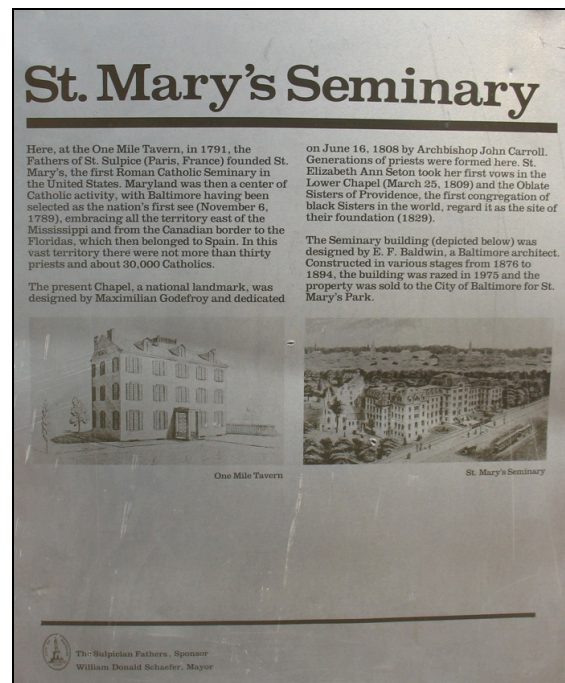 St. Mary's Seminary
Here, at the One Mile Tavern, in 1791, the
Fathers of St. Sulpice (Paris, France) founded St.
Mary's, the first Roman Catholic Seminary in
the United States. Maryland was then a center of
Catholic activity, with Baltimore having been
selected as the nation's first see (November 6,
1789), embracing all the territory east of the
Mississippi and from the Canadian border to the
Floridas, which then belonged to Spain. In this
vast territory there were not more than thirty
priests and about 30,000 Catholics.
The present Chapel, a national landmark, was
designed by Maximilian Godefroy and dedicated
on June 16, 1808 by Archbishop John Carroll.
Generations of priests were formed here. St.
Elizabeth Ann Seton took her first vows in the
Lower Chapel (March 25, 1809) and the Oblate
Sisters of Providence, the first congregation of
black Sisters in the United States, regard it as the site of
their foundation (1829).
The Seminary building (depicted below) was
designed by E. F. Baldwin, a Baltimore architect.
Constructed in various stages from 1876 to
1894, the building was razed in 1975 and the
property was sold to the City of Baltimore for St.
Mary's Park.
One Mile Tavern
St. Mary's Seminary
The Sulpician Fathers, Sponsor
William Donald Schaefer, Mayor